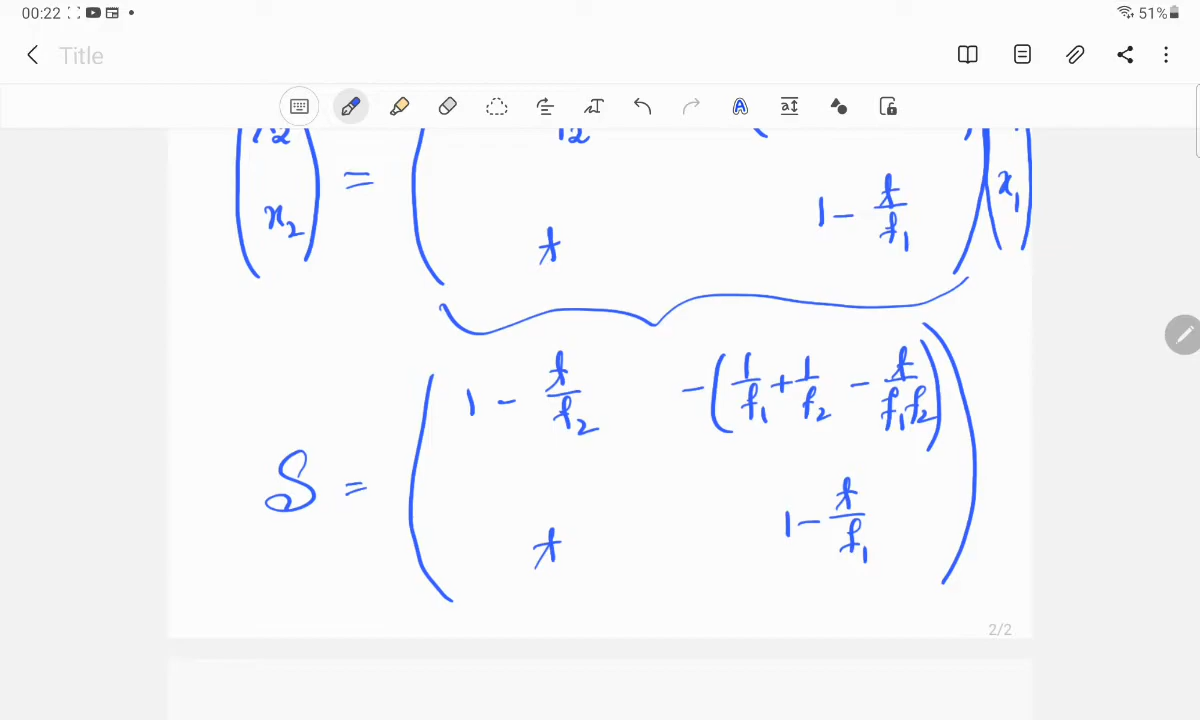 00:22 51%
Title
x₂ = t 1 - t/f₁ x₁
S = ( 1 - t/f₂ -(1/f₁ + 1/f₂ - t/f₁f₂)
t 1 - t/f₁ )
2/2